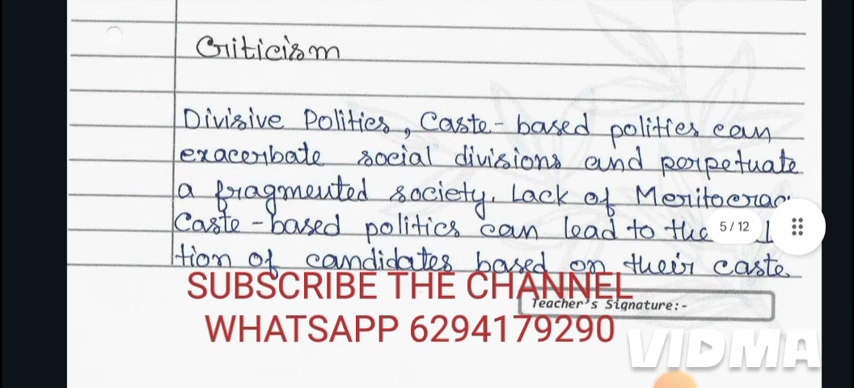 Criticism
Divisive Politics, Caste-based politics can
exacerbate social divisions and perpetuate
a fragmented society. Lack of
Caste-based politics can lead to the
5/12
tion of candidates based on their caste
SUBSCRIBE THE CHANNEL
Teacher's Signature:-
WHATSAPP 6294179290
VIDMA